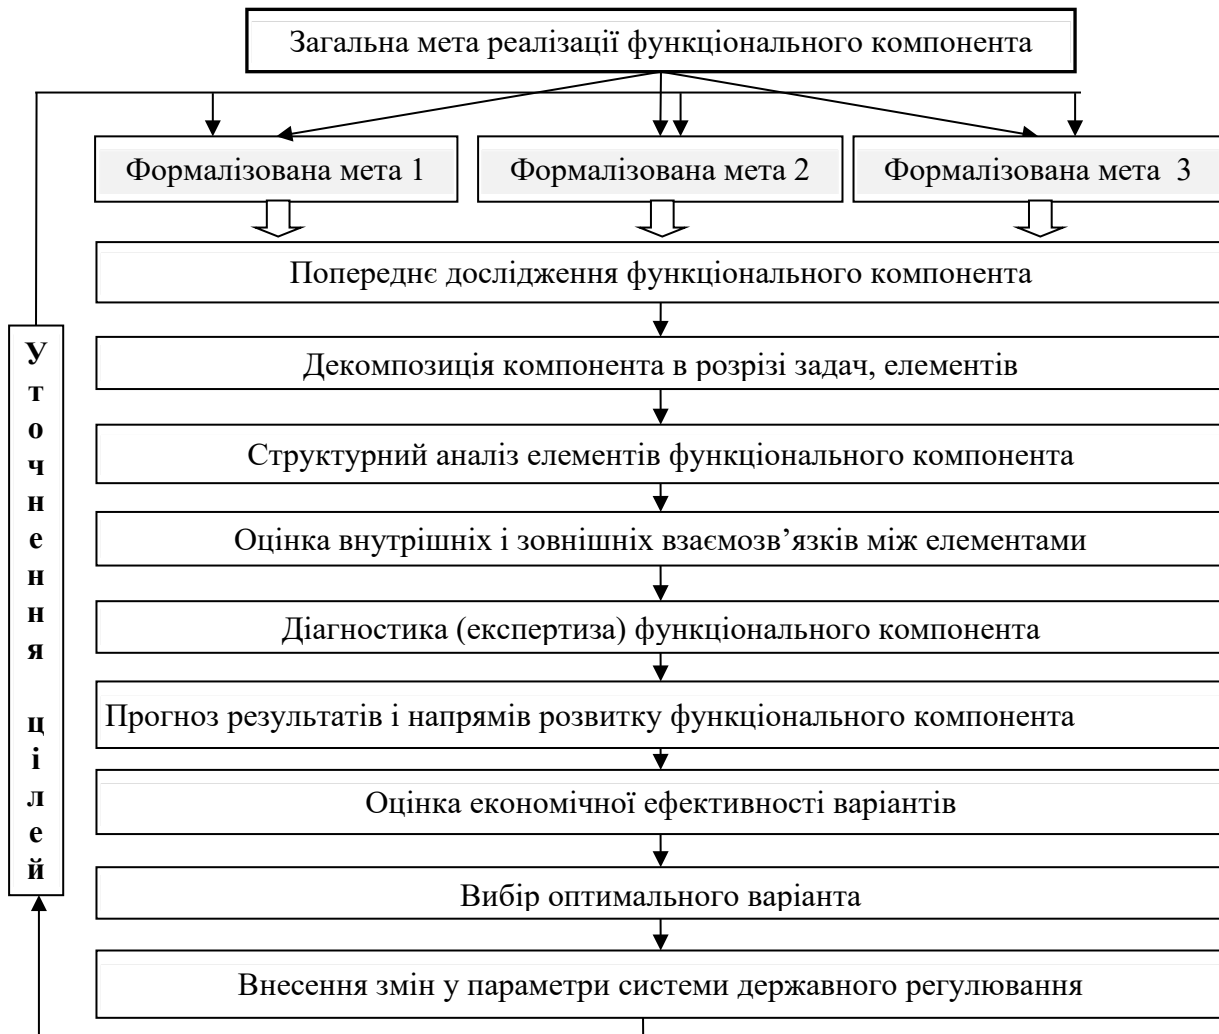 Загальна мета реалізації функціонального компонента
Формалізована мета 1
Формалізована мета 2
Формалізована мета 3
Попереднє дослідження функціонального компонента
Декомпозиція компонента в розрізі задач, елементів
Структурний аналіз елементів функціонального компонента
Оцінка внутрішніх і зовнішніх взаємозв’язків між елементами
Діагностика (експертиза) функціонального компонента
Прогноз результатів і напрямів розвитку функціонального компонента
Оцінка економічної ефективності варіантів
Вибір оптимального варіанта
Внесення змін у параметри системи державного регулювання
Уточнення цілей